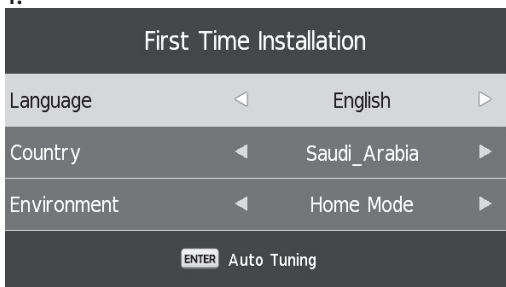 First Time Installation
Language English
Country Saudi_Arabia
Environment Home Mode
ENTER Auto Tuning